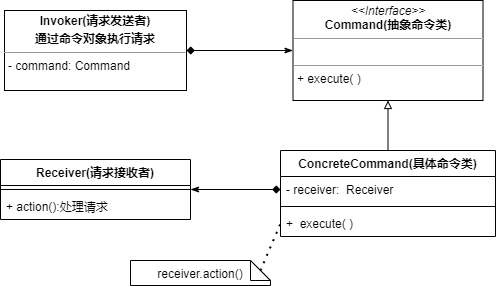 Invoker(请求发送者)
通过命令对象执行请求
- command: Command
<<Interface>>
Command(抽象命令类)
+ execute( )
Receiver(请求接收者)
+ action():处理请求
ConcreteCommand(具体命令类)
- receiver:  Receiver
+  execute( )
receiver.action()